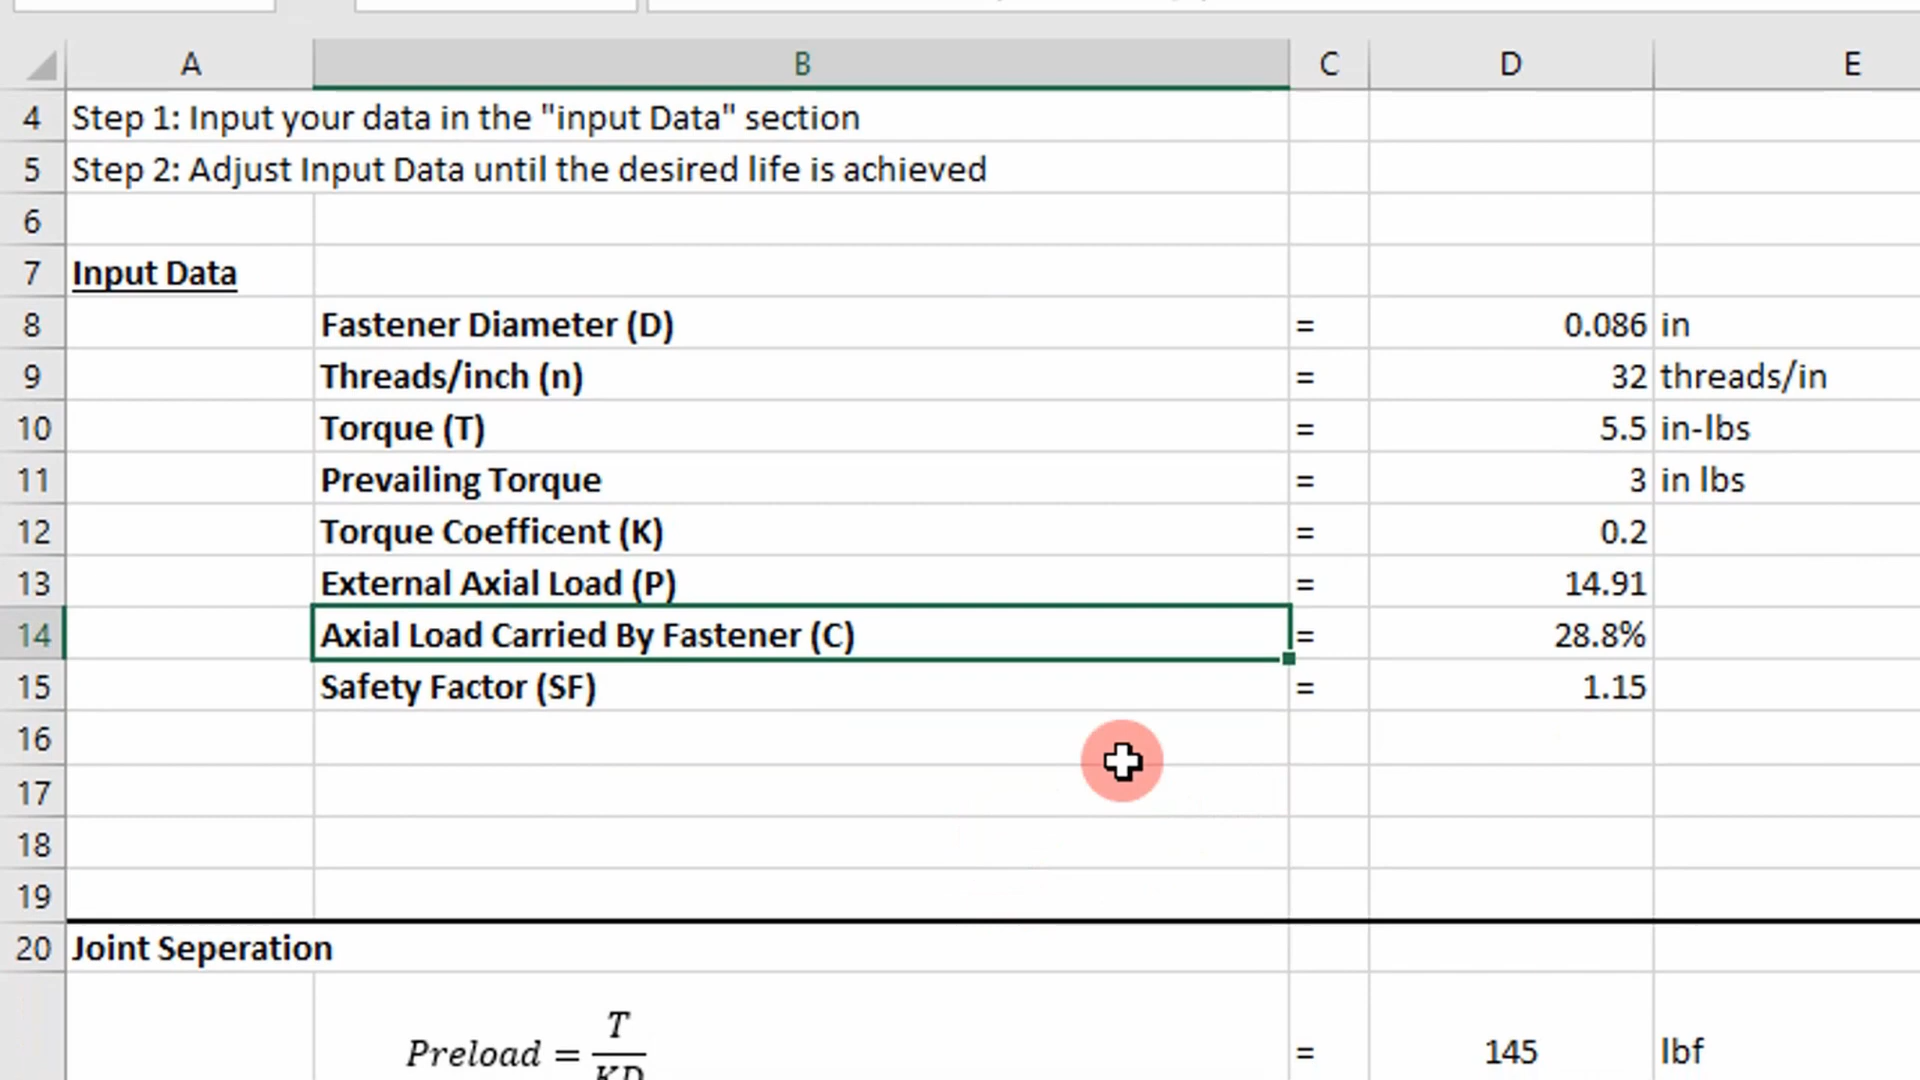 A B C D E
4 Step 1: Input your data in the "input Data" section
5 Step 2: Adjust Input Data until the desired life is achieved
6
7 Input Data
8 Fastener Diameter (D) = 0.086 in
9 Threads/inch (n) = 32 threads/in
10 Torque (T) = 5.5 in-lbs
11 Prevailing Torque = 3 in lbs
12 Torque Coefficent (K) = 0.2
13 External Axial Load (P) = 14.91
14 Axial Load Carried By Fastener (C) = 28.8%
15 Safety Factor (SF) = 1.15
16
17
18
19
20 Joint Seperation
Preload = T / KD = 145 lbf